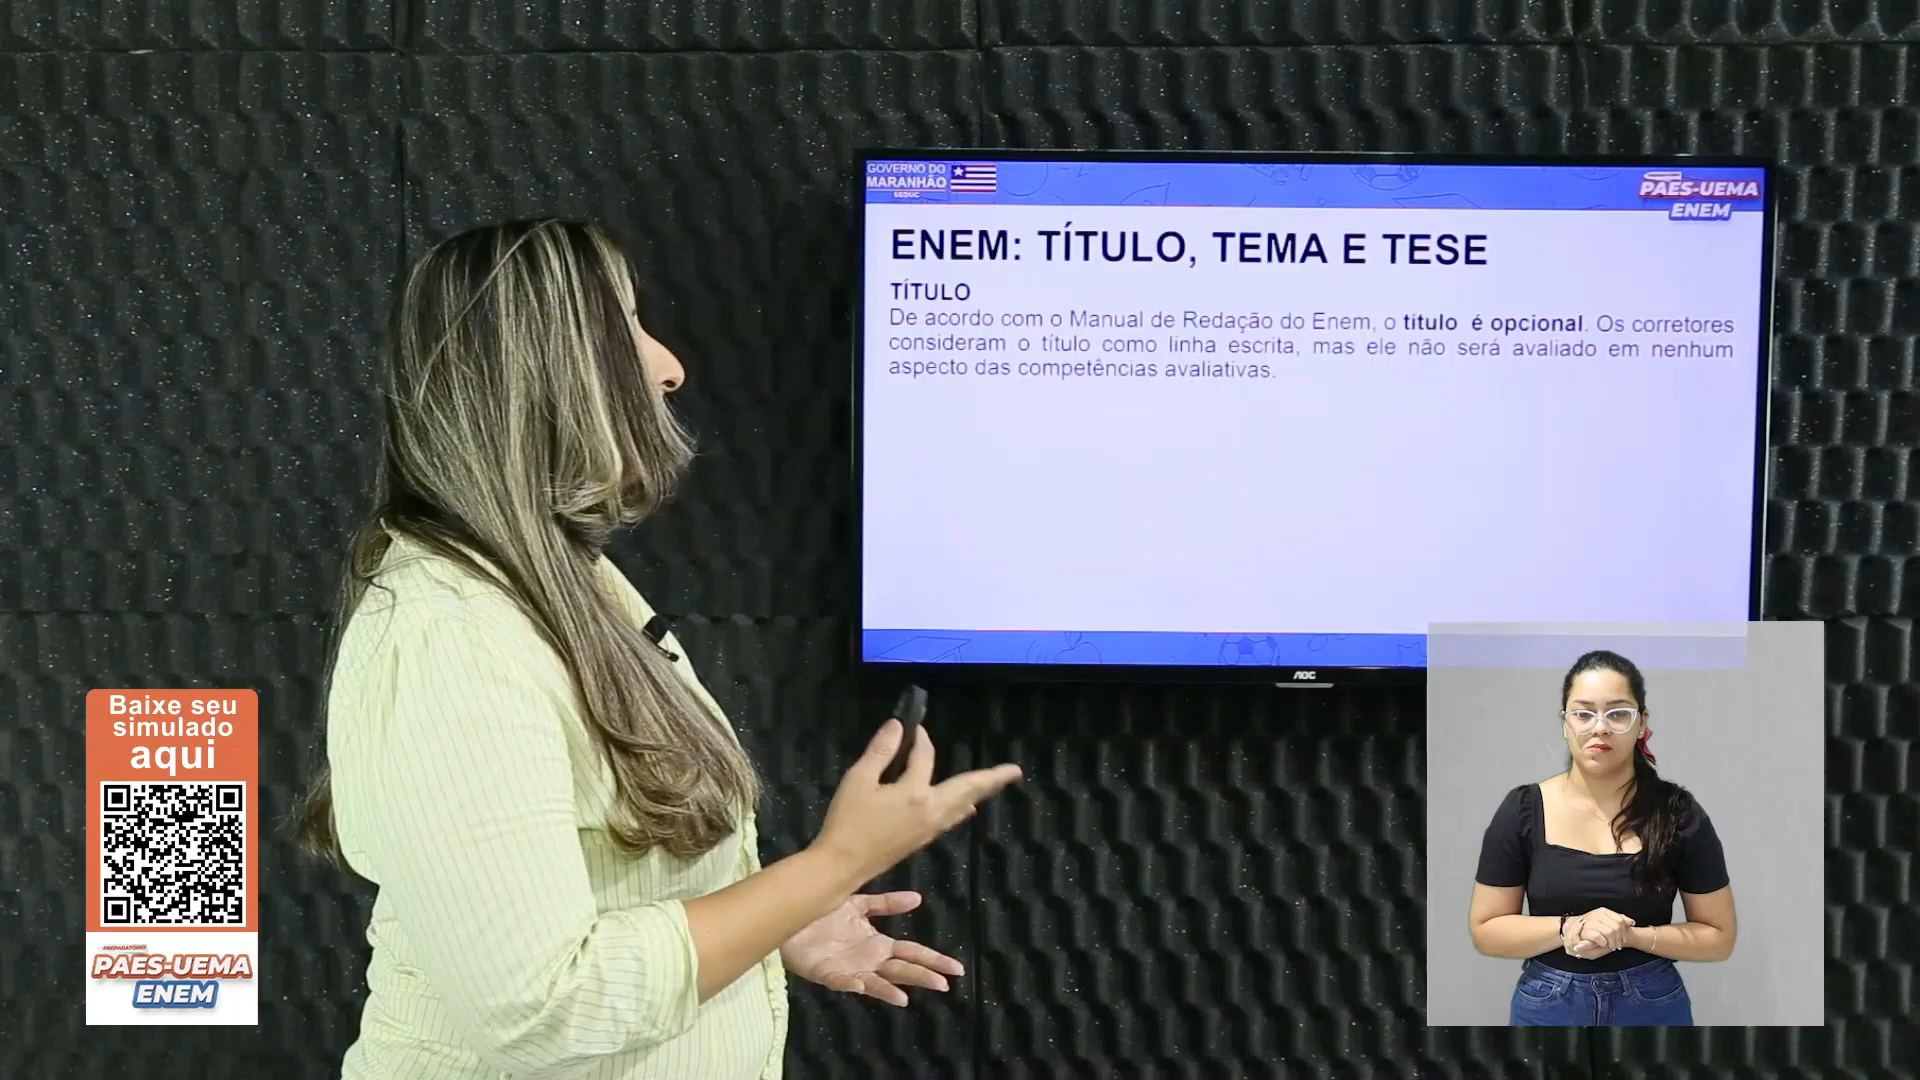 GOVERNO DO
MARANHÃO
SEDUC
PAES-UEMA
ENEM
ENEM: TÍTULO, TEMA E TESE
TÍTULO
De acordo com o Manual de Redação do Enem, o título é opcional. Os corretores
consideram o título como linha escrita, mas ele não será avaliado em nenhum
aspecto das competências avaliativas.
AOC
Baixe seu
simulado
aqui
PREPARATÓRIO
PAES-UEMA
ENEM